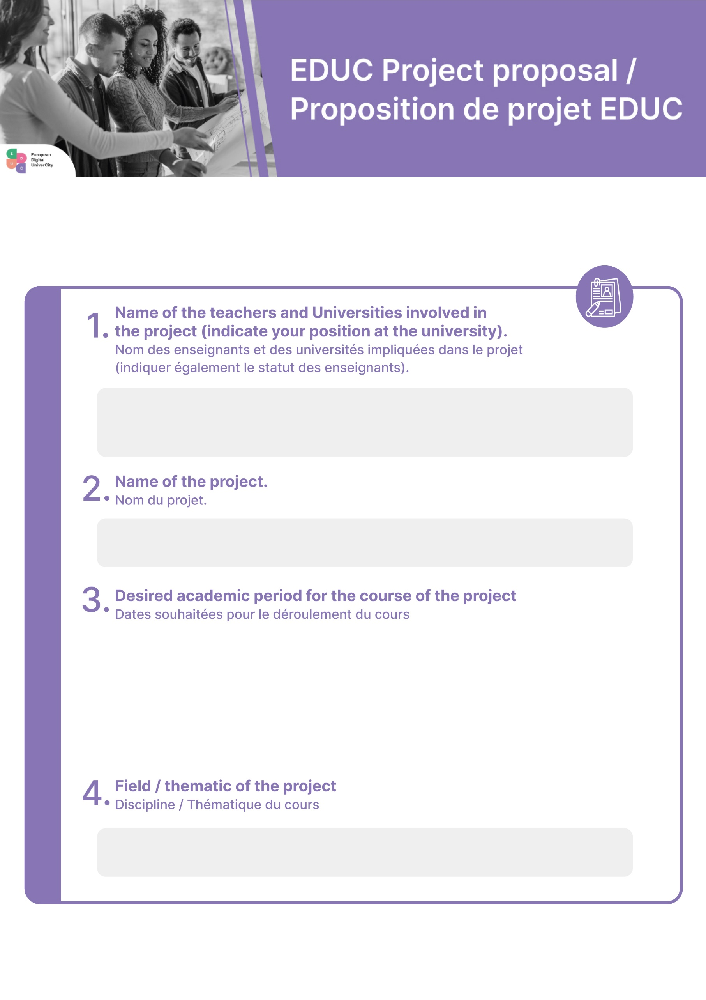 EDUC Project proposal /
Proposition de projet EDUC
E
D
U
C
European
Digital
UniverCity
1. Name of the teachers and Universities involved in
the project (indicate your position at the university).
Nom des enseignants et des universités impliquées dans le projet
(indiquer également le statut des enseignants).
2. Name of the project.
Nom du projet.
3. Desired academic period for the course of the project
Dates souhaitées pour le déroulement du cours
4. Field / thematic of the project
Discipline / Thématique du cours